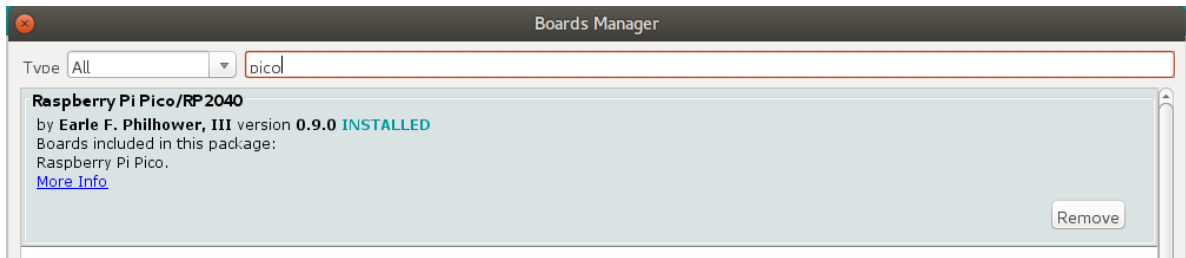 Boards Manager
Type All pico
Raspberry Pi Pico/RP2040
by Earle F. Philhower, III version 0.9.0 INSTALLED
Boards included in this package:
Raspberry Pi Pico.
More Info
Remove